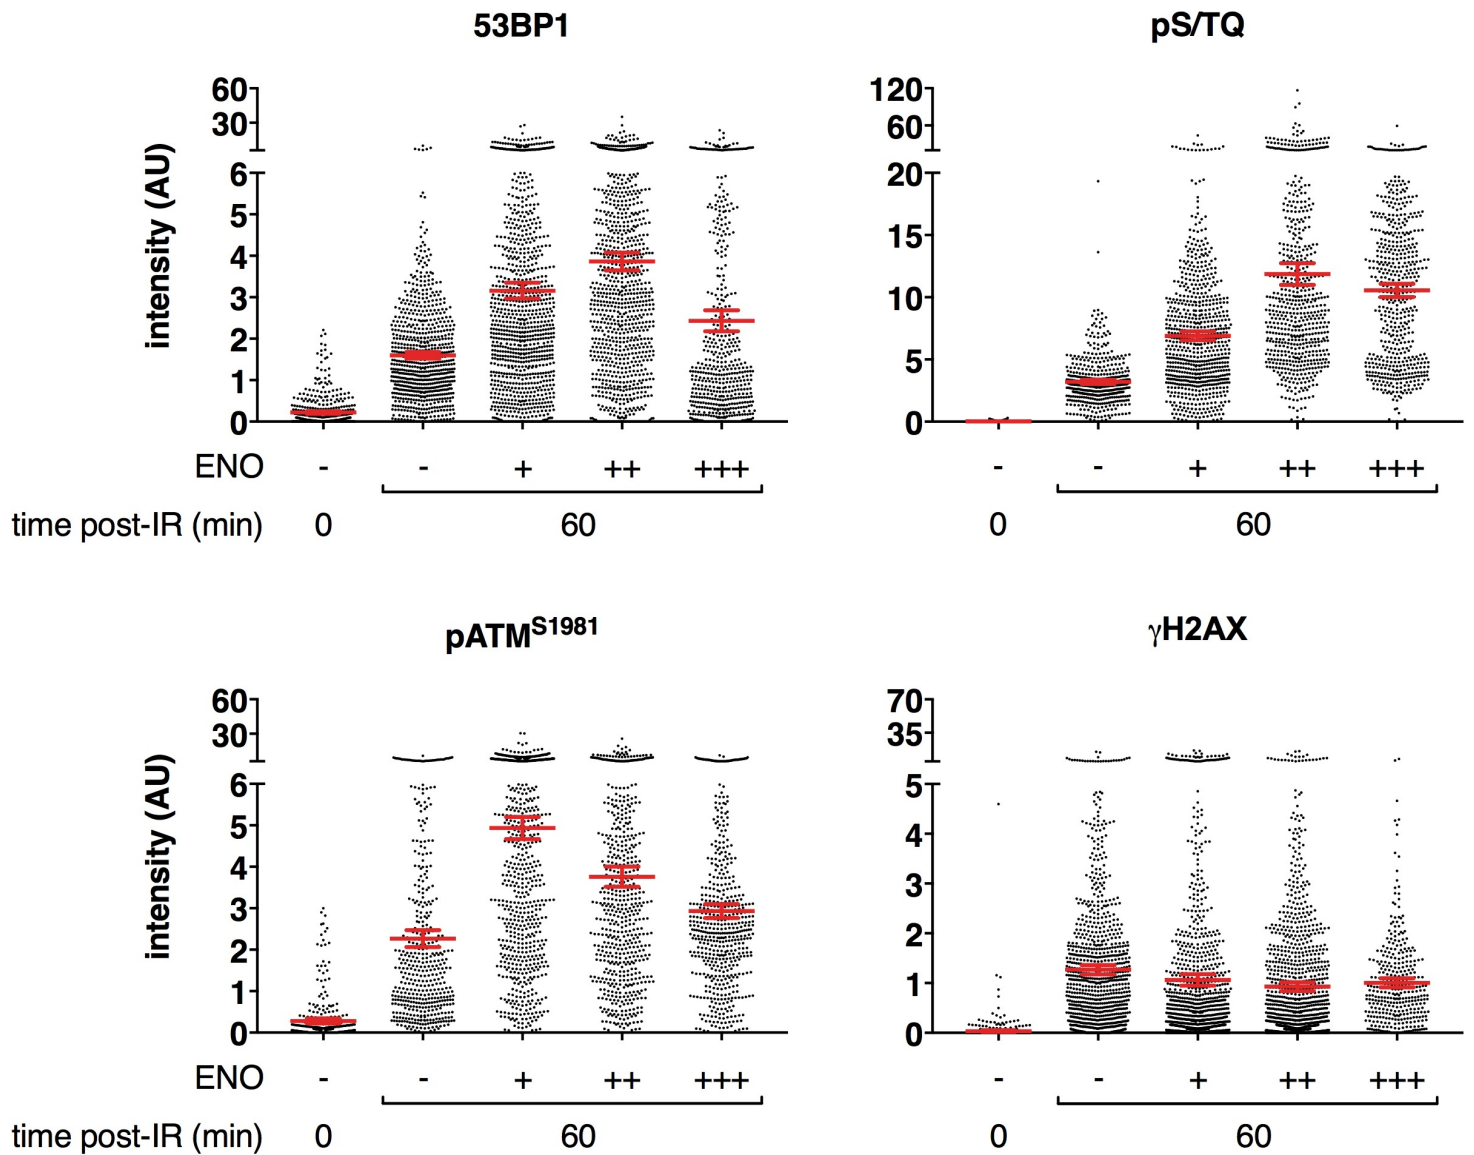 53BP1
intensity (AU)
60
30
6
5
4
3
2
1
0
ENO - - + ++ +++
time post-IR (min) 0 60
pS/TQ
120
60
20
15
10
5
0
- - + ++ +++
0 60
pATMS1981
intensity (AU)
60
30
6
5
4
3
2
1
0
ENO - - + ++ +++
time post-IR (min) 0 60
γH2AX
70
35
5
4
3
2
1
0
- - + ++ +++
0 60